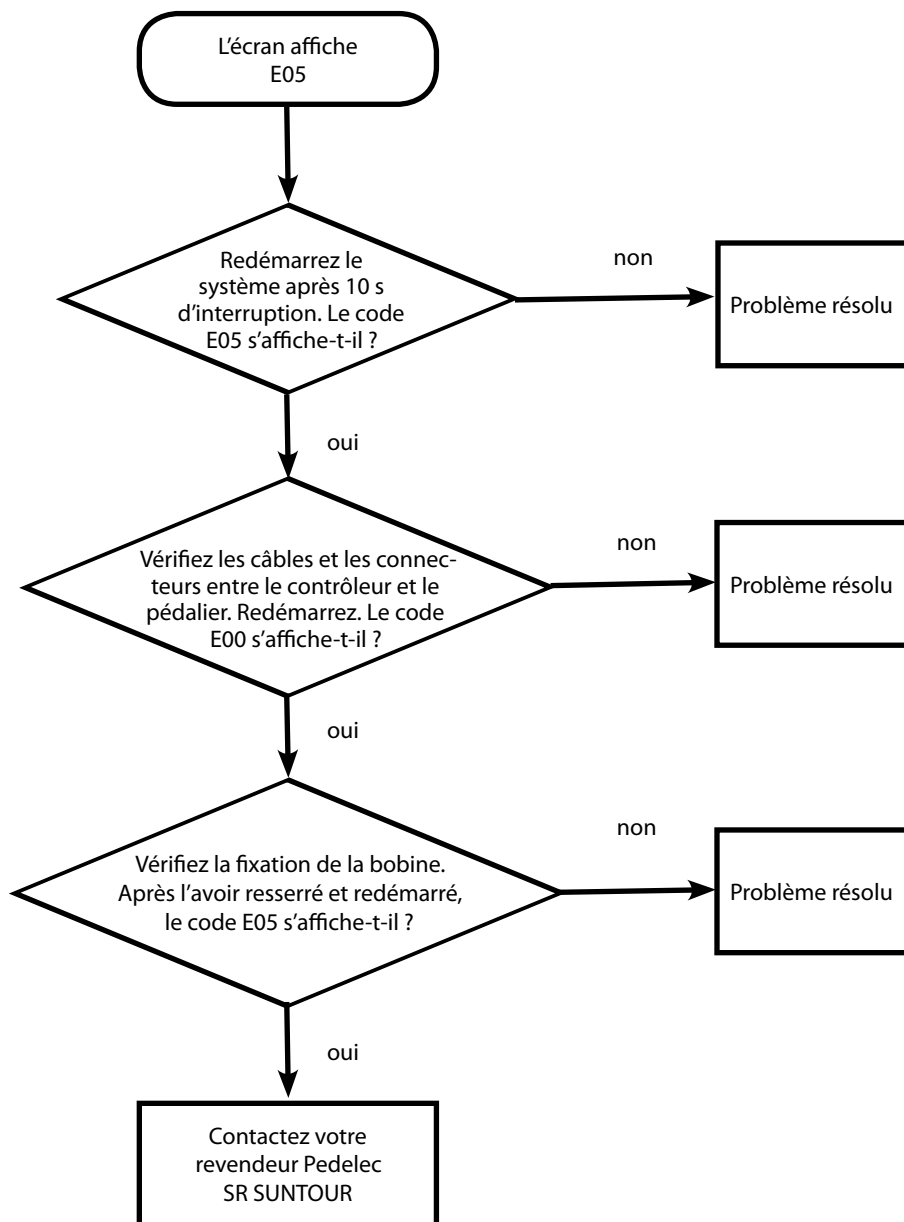 L'écran affiche
E05
Redémarrez le
système après 10 s
d'interruption. Le code
E05 s'affiche-t-il ?
non
Problème résolu
oui
Vérifiez les câbles et les connec-
teurs entre le contrôleur et le
pédalier. Redémarrez. Le code
E00 s'affiche-t-il ?
non
Problème résolu
oui
Vérifiez la fixation de la bobine.
Après l'avoir resserré et redémarré,
le code E05 s'affiche-t-il ?
non
Problème résolu
oui
Contactez votre
revendeur Pedelec
SR SUNTOUR